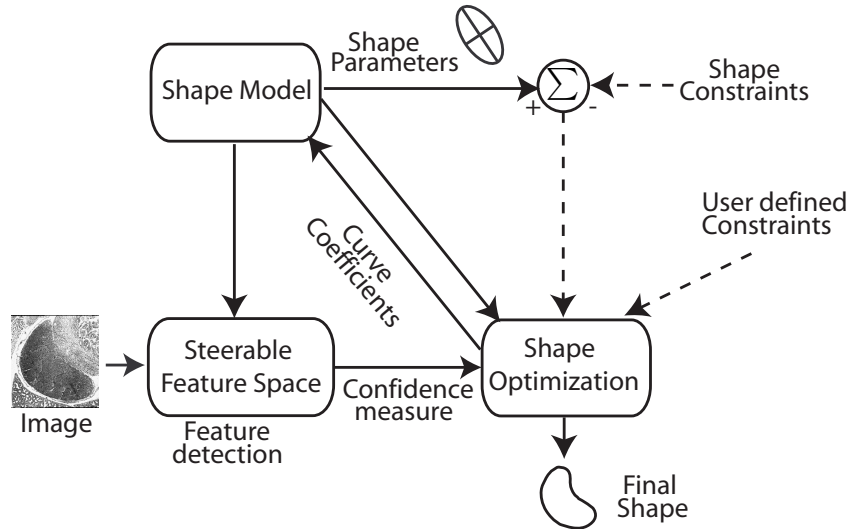 Shape
Parameters
Shape Model
Σ
+
-
Shape
Constraints
User defined
Constraints
Curve
Coefficients
Steerable
Feature Space
Shape
Optimization
Confidence
measure
Image
Feature
detection
Final
Shape